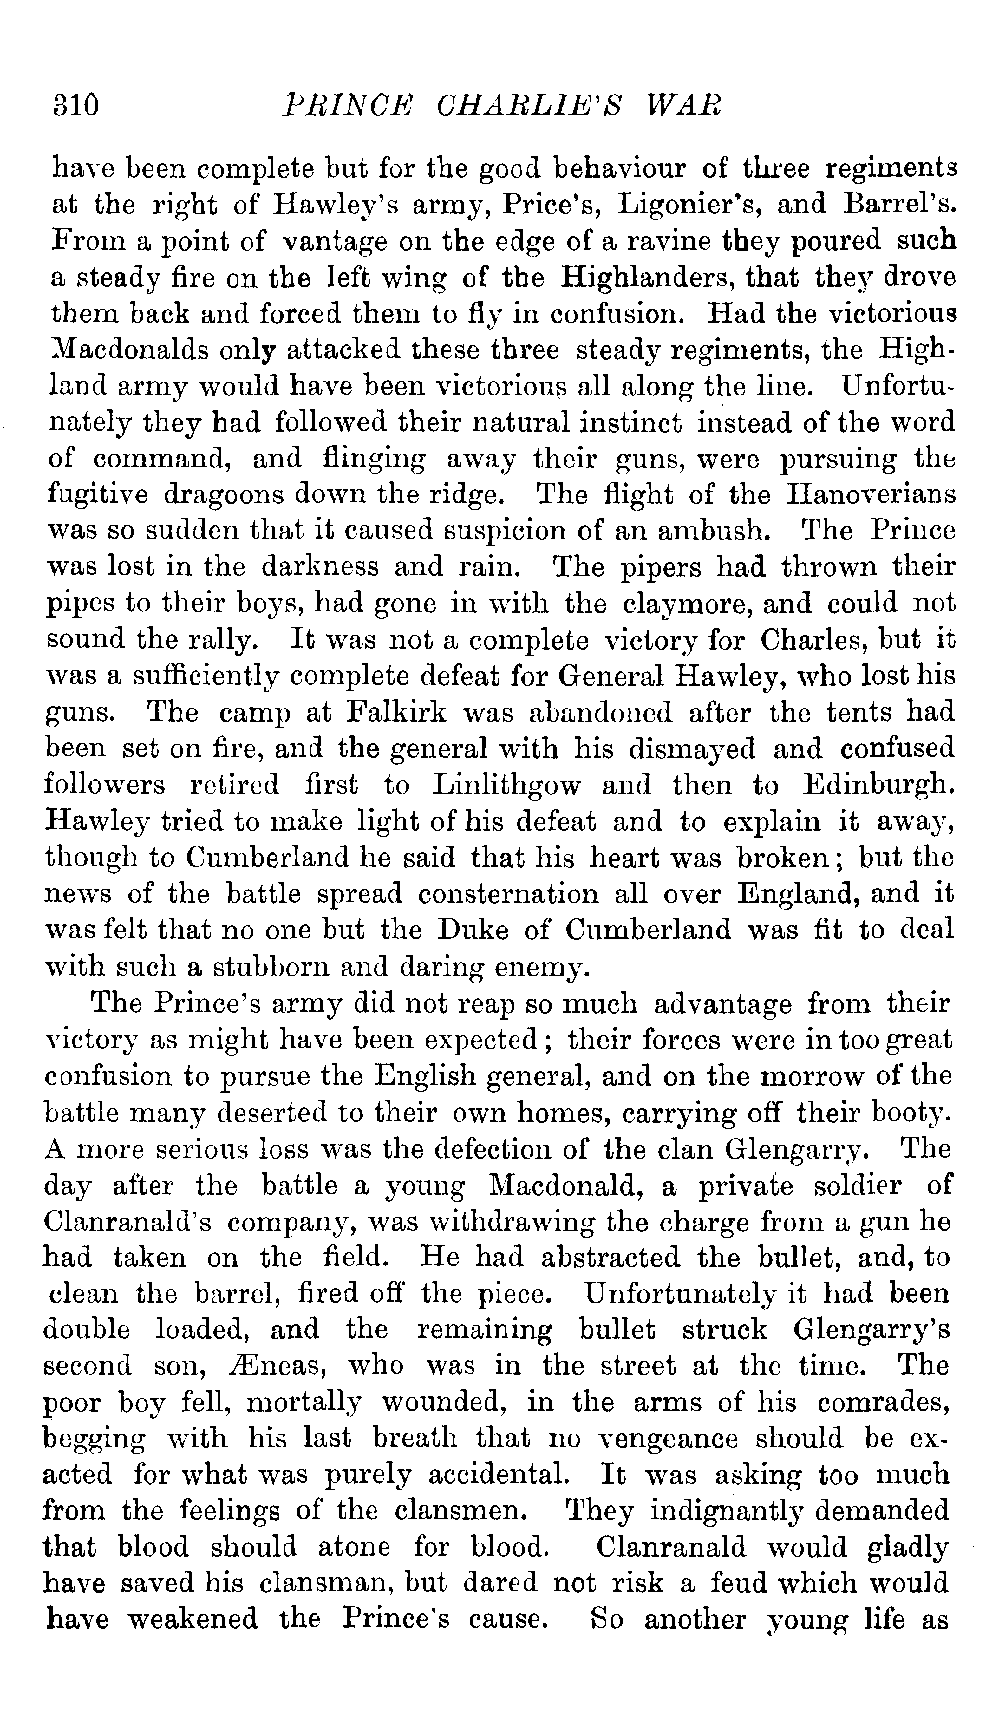 310 PRINCE CHARLIE'S WAR
have been complete but for the good behaviour of three regiments
at the right of Hawley's army, Price's, Ligonier's, and Barrel's.
From a point of vantage on the edge of a ravine they poured such
a steady fire on the left wing of the Highlanders, that they drove
them back and forced them to fly in confusion. Had the victorious
Macdonalds only attacked these three steady regiments, the High-
land army would have been victorious all along the line. Unfortu-
nately they had followed their natural instinct instead of the word
of command, and flinging away their guns, were pursuing the
fugitive dragoons down the ridge. The flight of the Hanoverians
was so sudden that it caused suspicion of an ambush. The Prince
was lost in the darkness and rain. The pipers had thrown their
pipes to their boys, had gone in with the claymore, and could not
sound the rally. It was not a complete victory for Charles, but it
was a sufficiently complete defeat for General Hawley, who lost his
guns. The camp at Falkirk was abandoned after the tents had
been set on fire, and the general with his dismayed and confused
followers retired first to Linlithgow and then to Edinburgh.
Hawley tried to make light of his defeat and to explain it away,
though to Cumberland he said that his heart was broken; but the
news of the battle spread consternation all over England, and it
was felt that no one but the Duke of Cumberland was fit to deal
with such a stubborn and daring enemy.
The Prince's army did not reap so much advantage from their
victory as might have been expected; their forces were in too great
confusion to pursue the English general, and on the morrow of the
battle many deserted to their own homes, carrying off their booty.
A more serious loss was the defection of the clan Glengarry. The
day after the battle a young Macdonald, a private soldier of
Clanranald's company, was withdrawing the charge from a gun he
had taken on the field. He had abstracted the bullet, and, to
clean the barrel, fired off the piece. Unfortunately it had been
double loaded, and the remaining bullet struck Glengarry's
second son, Æneas, who was in the street at the time. The
poor boy fell, mortally wounded, in the arms of his comrades,
begging with his last breath that no vengeance should be ex-
acted for what was purely accidental. It was asking too much
from the feelings of the clansmen. They indignantly demanded
that blood should atone for blood. Clanranald would gladly
have saved his clansman, but dared not risk a feud which would
have weakened the Prince's cause. So another young life as